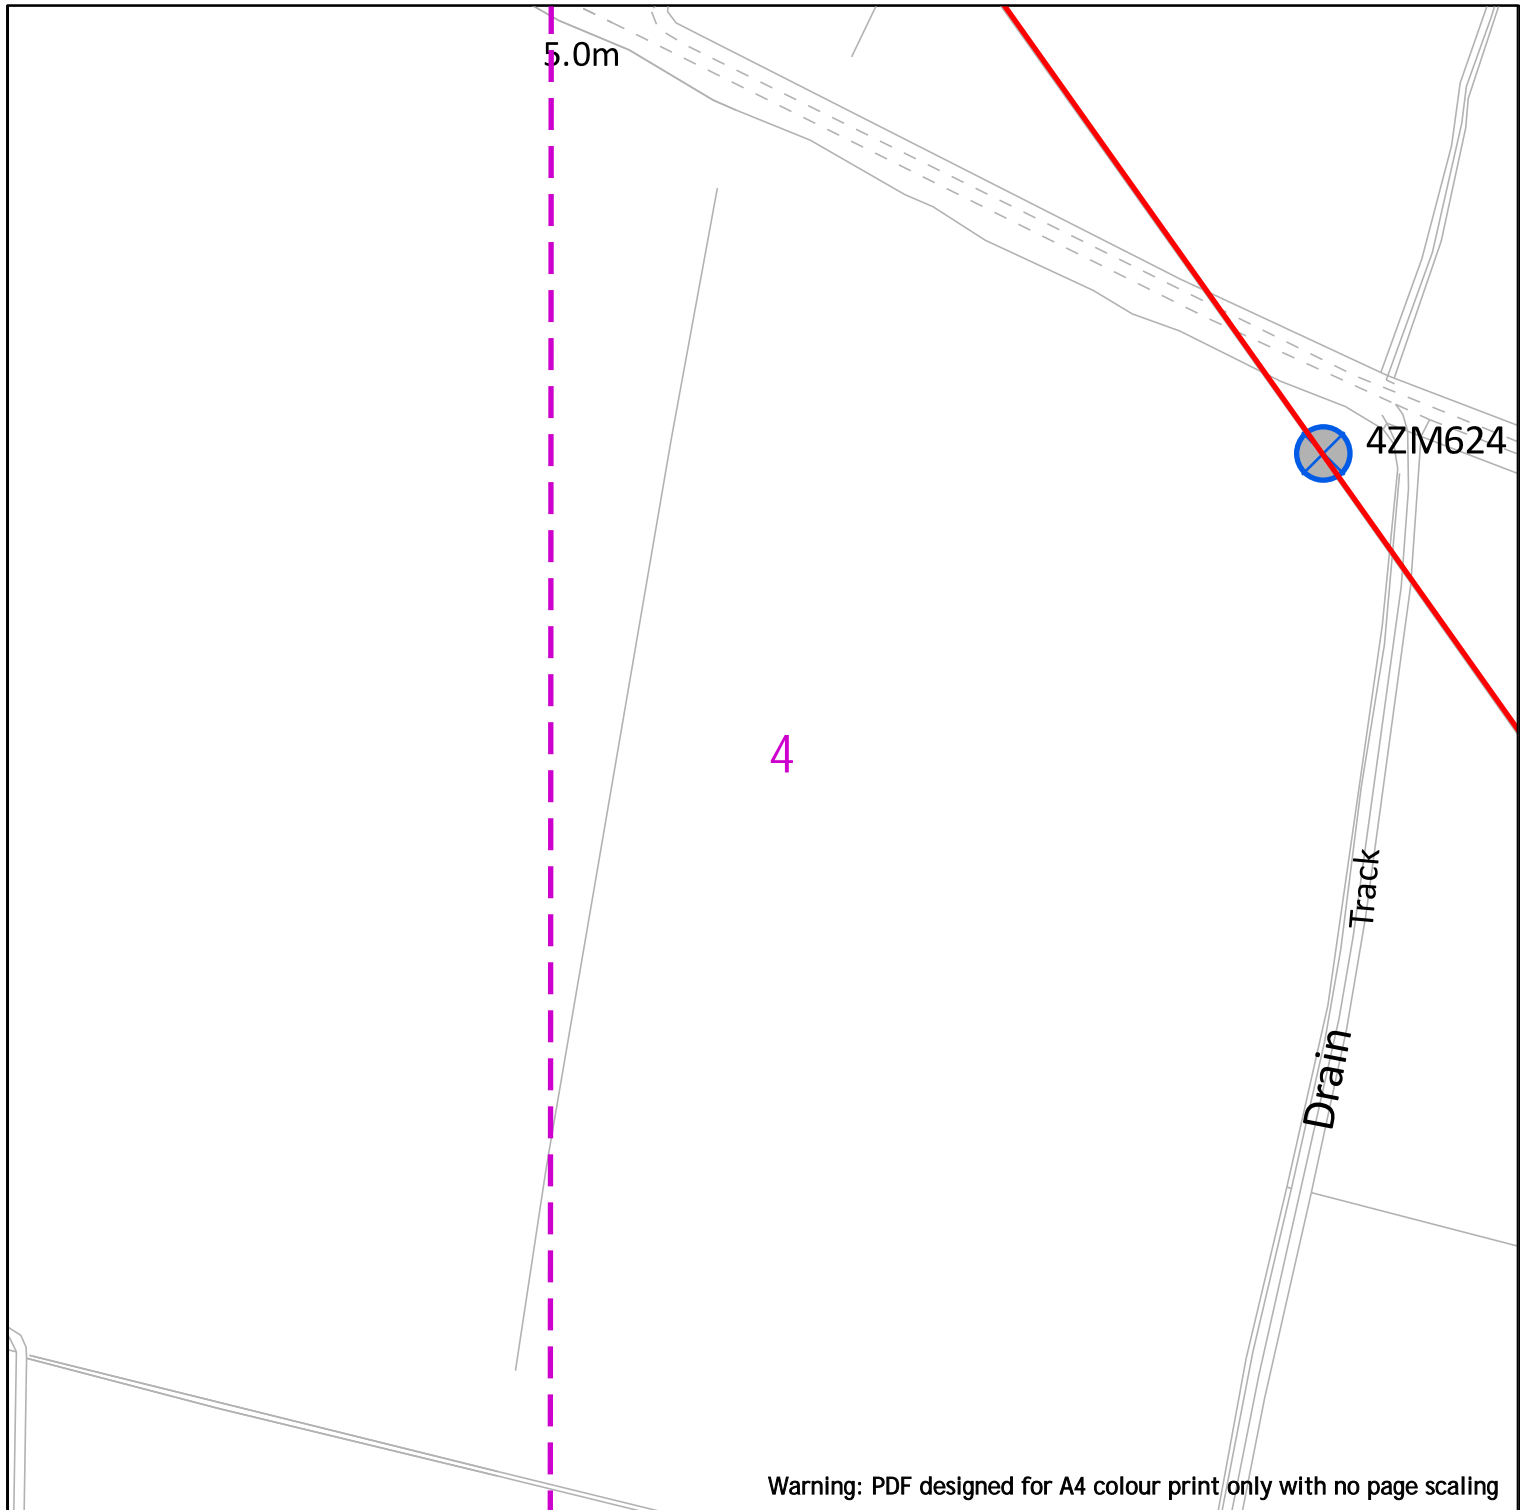 5.0m
4ZM624
4
Track
Drain
Warning: PDF designed for A4 colour print only with no page scaling